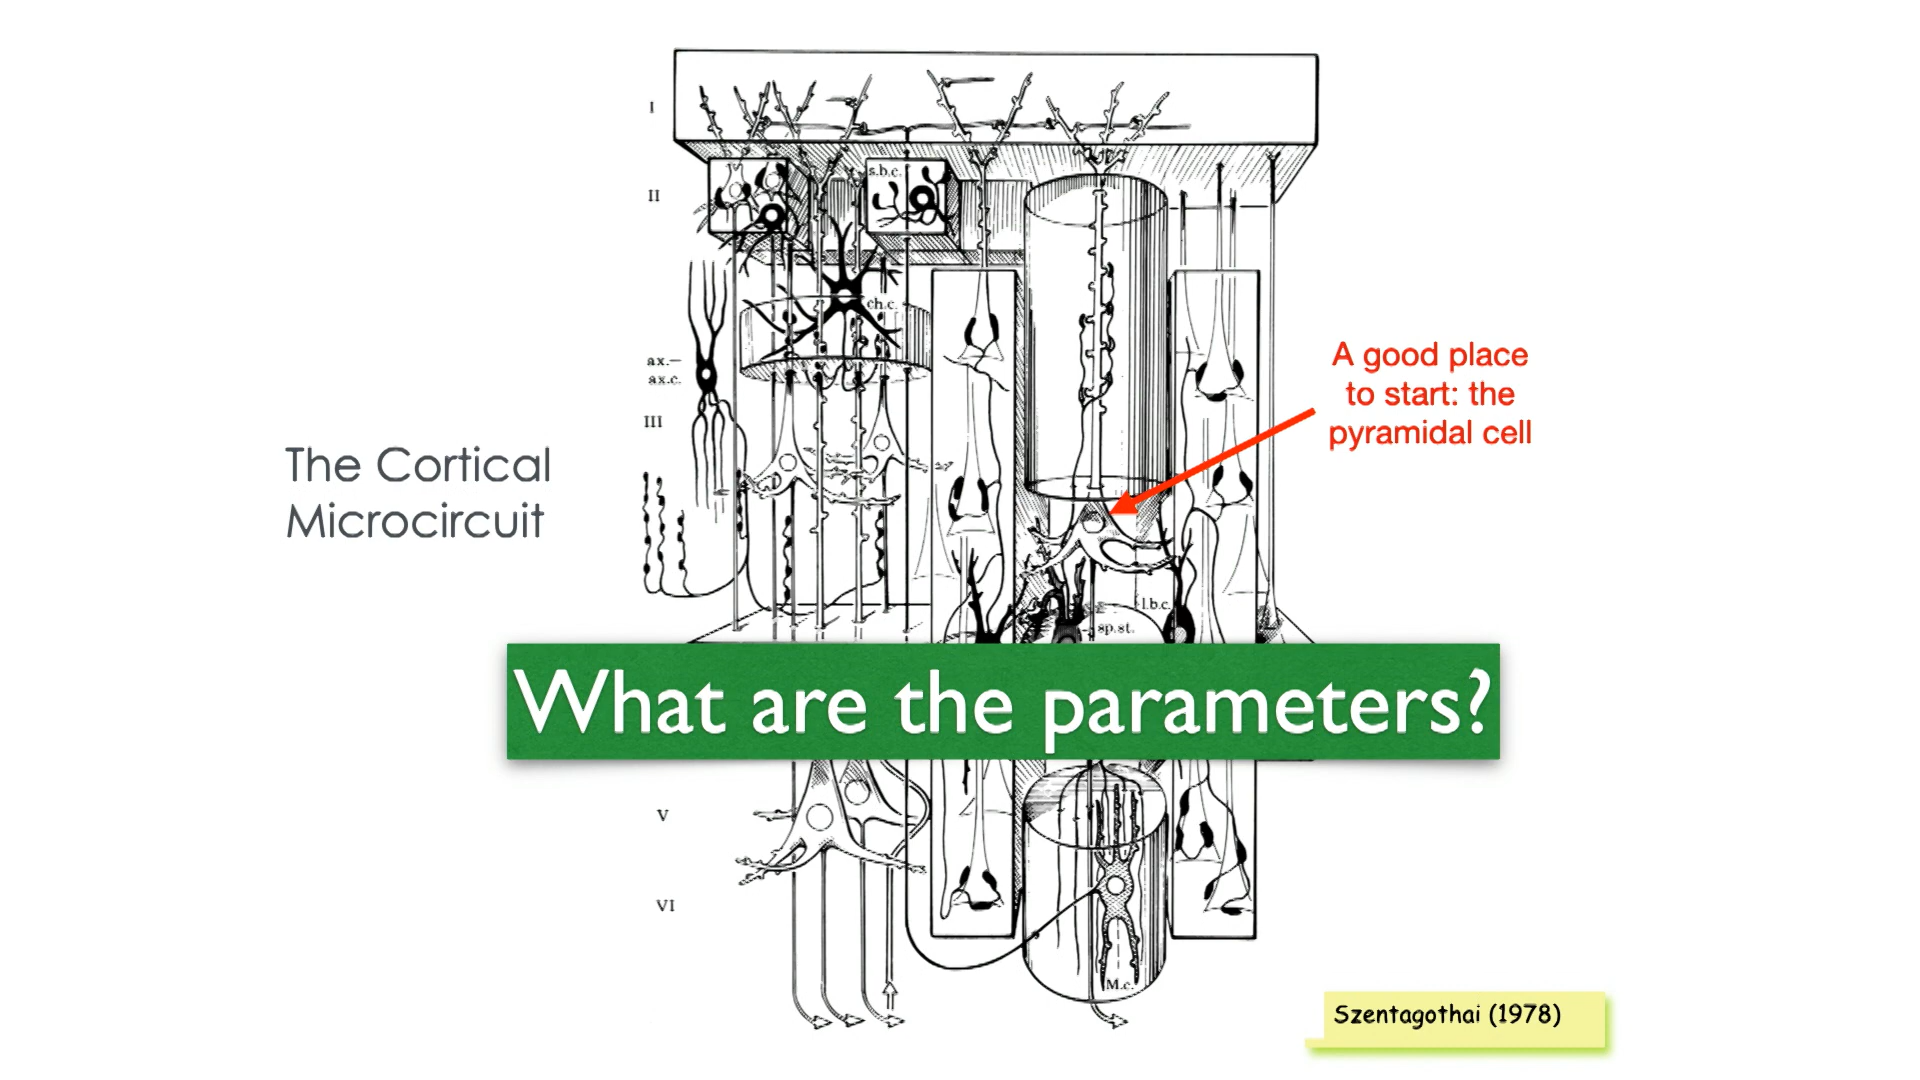 I
s.b.c.
II
ch.c.
ax.
ax.c.
A good place
to start: the
pyramidal cell
III
The Cortical
Microcircuit
l.b.c.
sp.st.
What are the parameters?
V
VI
M.c.
Szentagothai (1978)